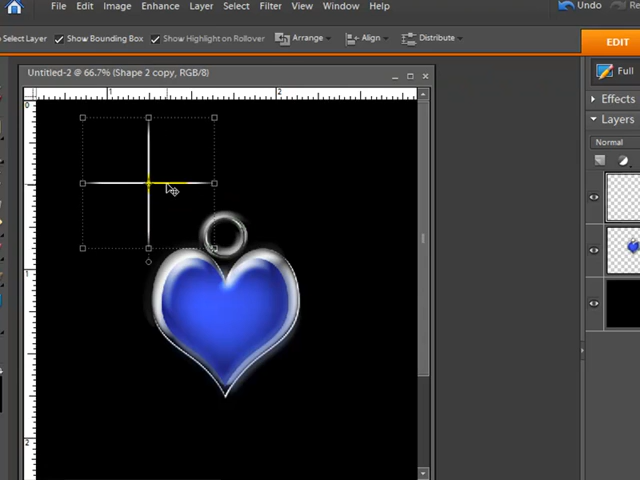 File Edit Image Enhance Layer Select Filter View Window Help Undo
Select Layer Show Bounding Box Show Highlight on Rollover Arrange Align Distribute
EDIT
Untitled-2 @ 66.7% (Shape 2 copy, RGB/8)
Full
Effects
Layers
Normal
1 2
0
1
2